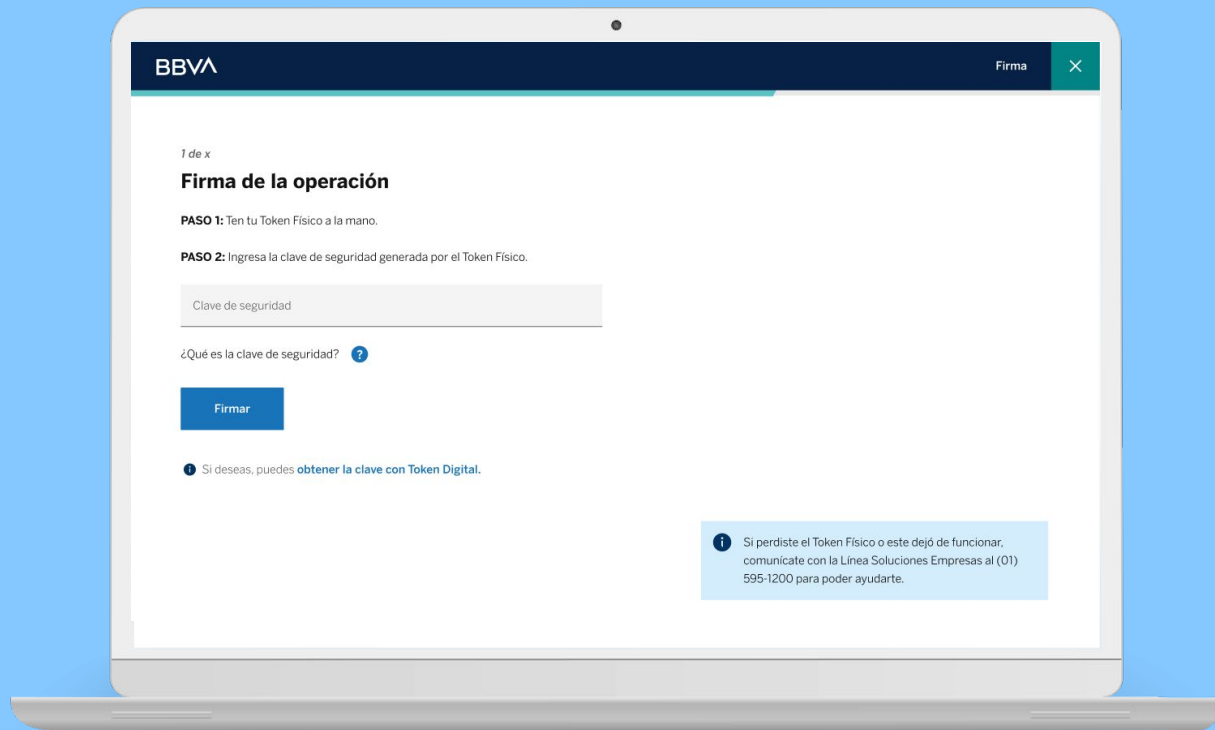 BBVA
Firma
1 de x
Firma de la operación
PASO 1: Ten tu Token Físico a la mano.
PASO 2: Ingresa la clave de seguridad generada por el Token Físico.
Clave de seguridad
¿Qué es la clave de seguridad? ?
Firmar
Si deseas, puedes obtener la clave con Token Digital.
Si perdiste el Token Físico o este dejó de funcionar,
comunícate con la Línea Soluciones Empresas al (01)
595-1200 para poder ayudarte.